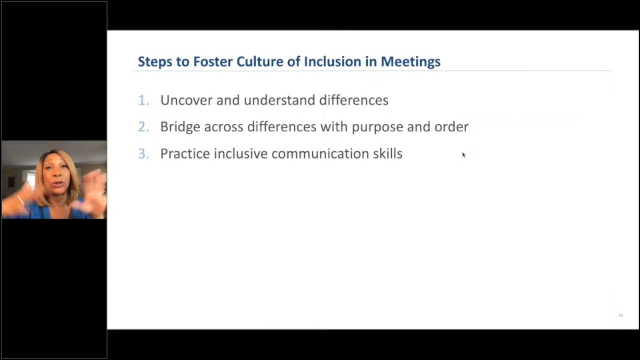 Steps to Foster Culture of Inclusion in Meetings
1. Uncover and understand differences
2. Bridge across differences with purpose and order
3. Practice inclusive communication skills